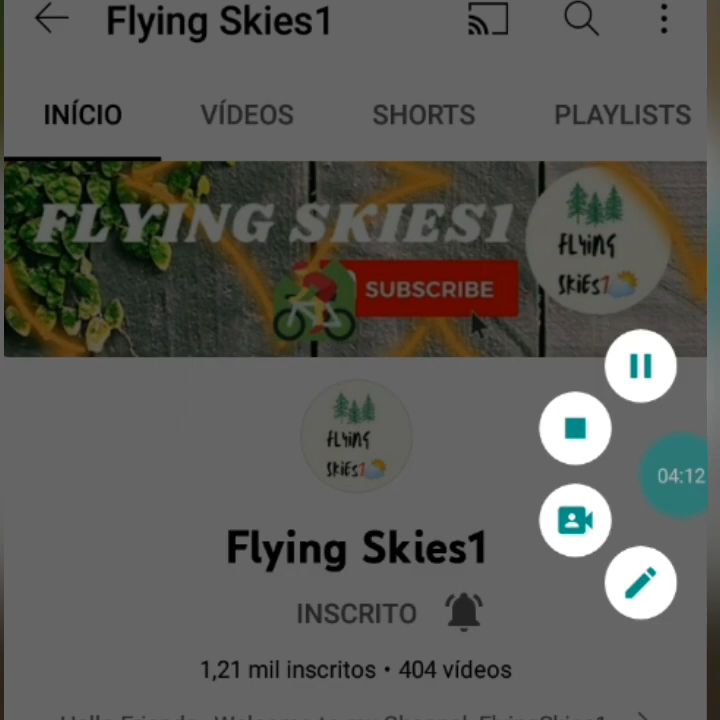 Flying Skies1
INÍCIO VÍDEOS SHORTS PLAYLISTS
FLYING SKIES1
FLYING
SKIES1
SUBSCRIBE
FLYING
SKIES1
04:12
Flying Skies1
INSCRITO
1,21 mil inscritos • 404 vídeos